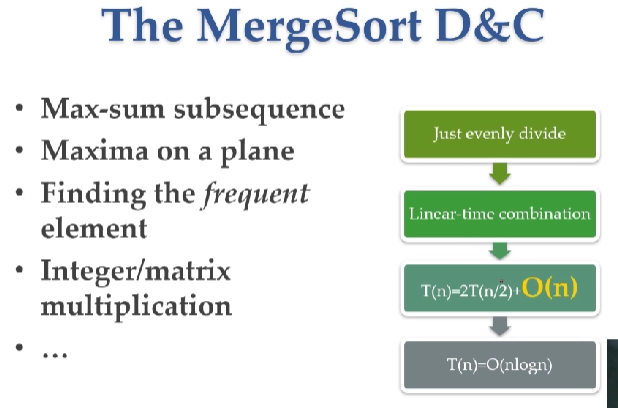 The MergeSort D&C
• Max-sum subsequence
• Maxima on a plane
• Finding the frequent
element
• Integer/matrix
multiplication
• …
Just evenly divide
Linear-time combination
T(n)=2T(n/2)+O(n)
T(n)=O(nlogn)